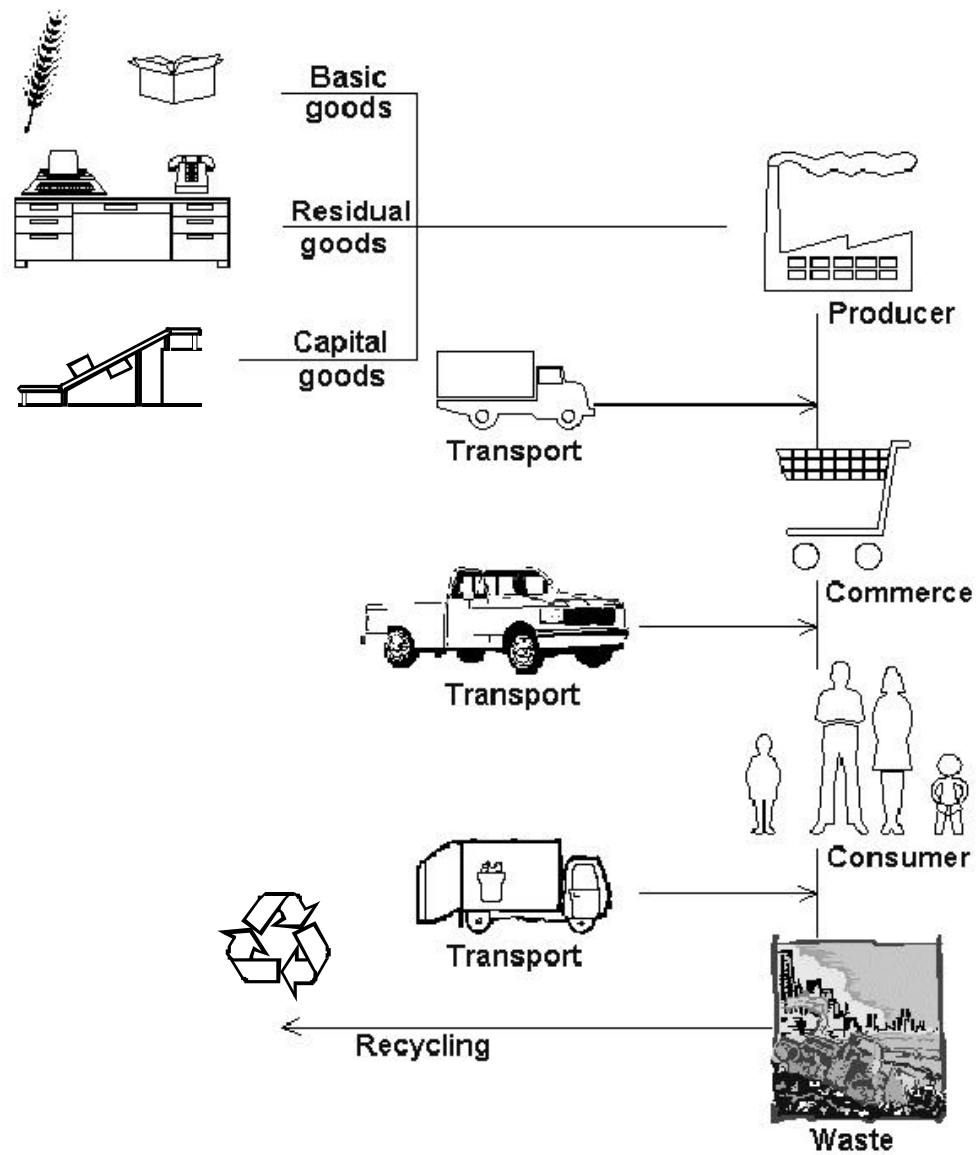 Basic
goods
Residual
goods
Producer
Capital
goods
Transport
Commerce
Transport
Consumer
Transport
Recycling
Waste